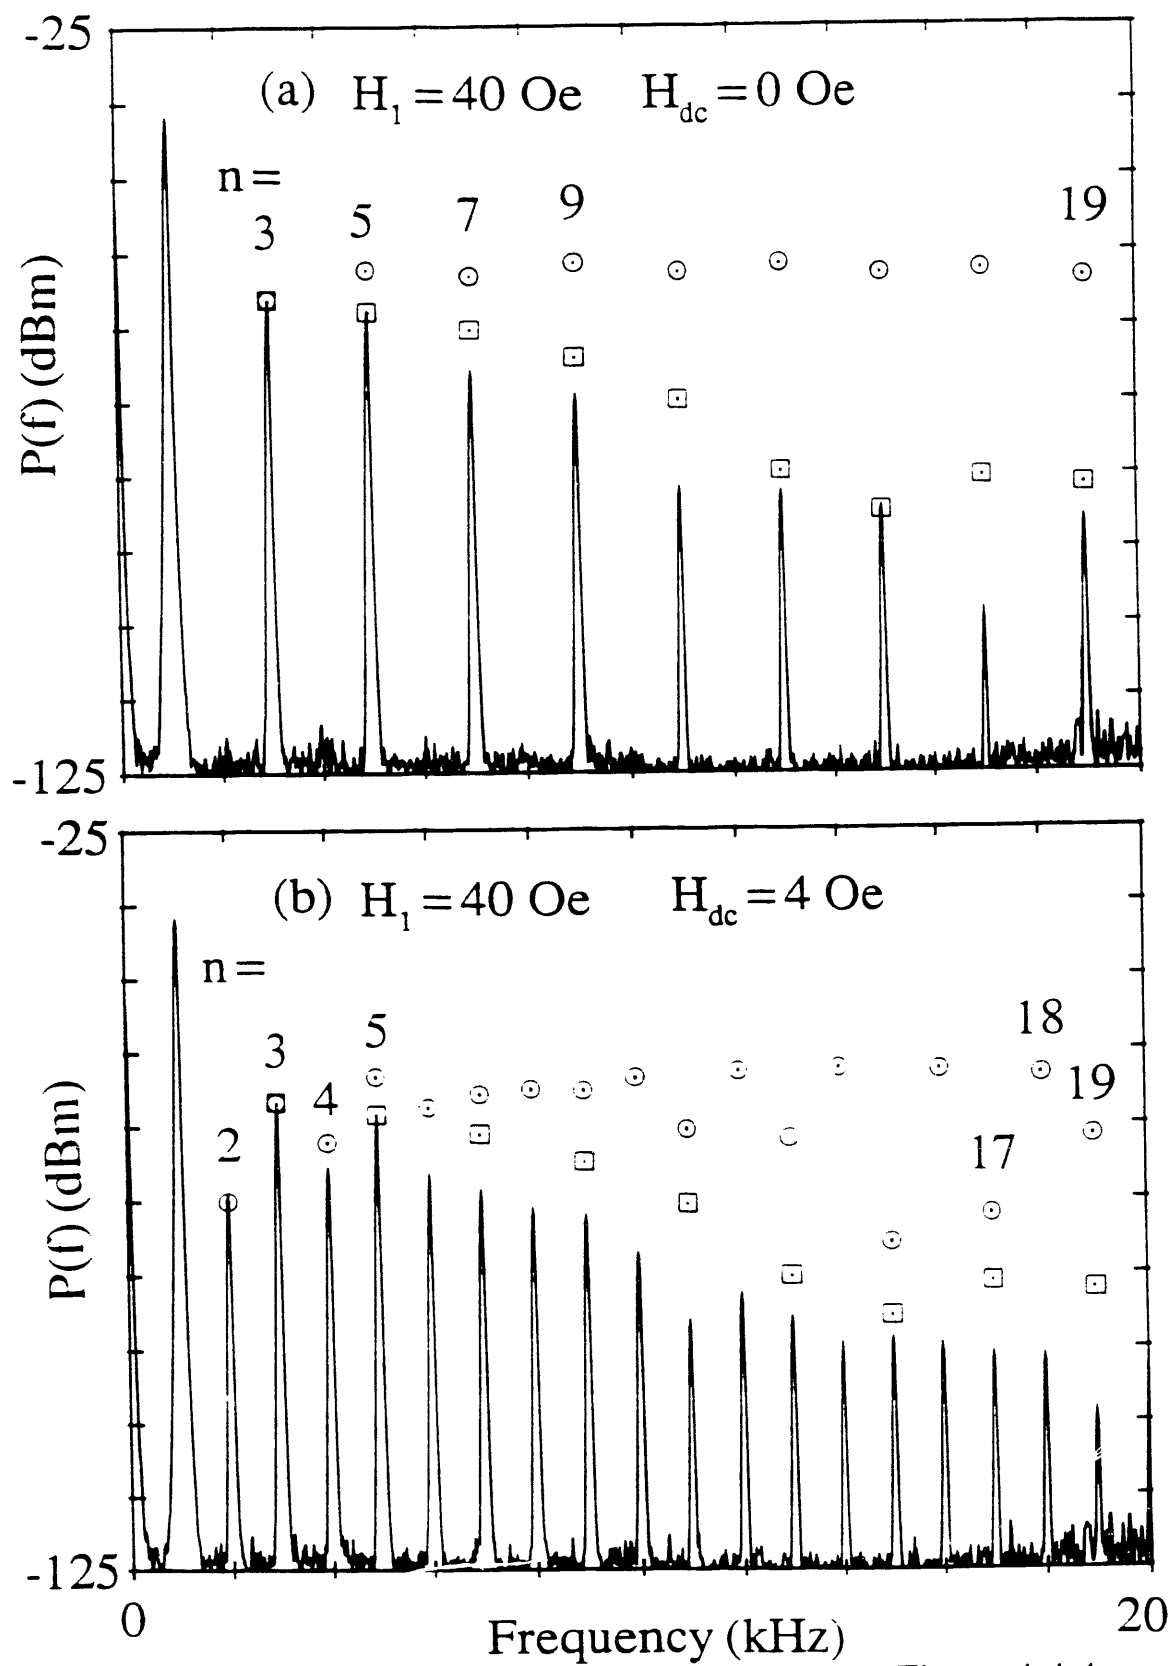 -25
(a) H₁ = 40 Oe H_dc = 0 Oe
n =
3 5 7 9 19
P(f) (dBm)
-125
-25
(b) H₁ = 40 Oe H_dc = 4 Oe
n =
2 3 4 5 17 18 19
P(f) (dBm)
-125
0 20
Frequency (kHz)